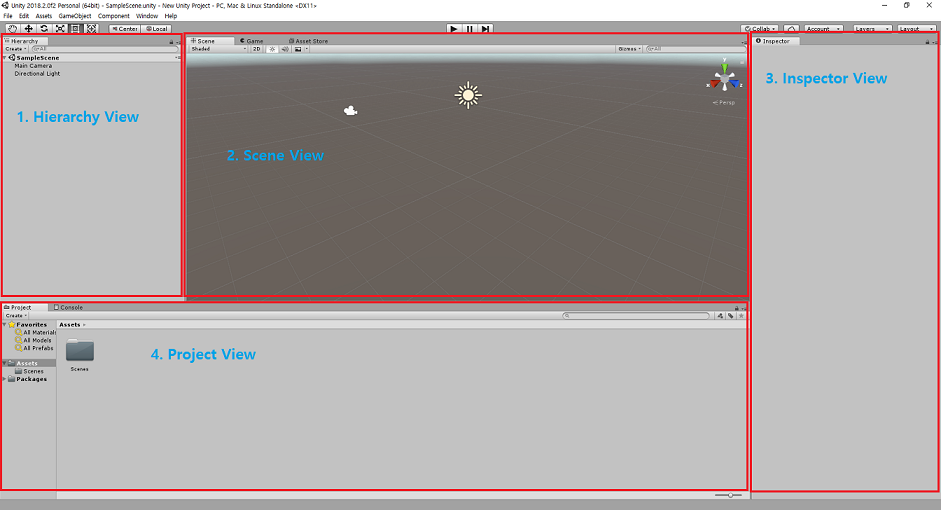 Unity 2018.2.0f2 Personal (64bit) - SampleScene.unity - New Unity Project - PC, Mac & Linux Standalone <DX11>
File Edit Assets GameObject Component Window Help
Center Local Collab Account Layers Layout
Hierarchy
Create All
SampleScene
Main Camera
Directional Light
1. Hierarchy View
Scene Game Asset Store
Shaded 2D Gizmos All
y
x z
Persp
2. Scene View
Inspector
3. Inspector View
Project Console
Create
Favorites
All Materials
All Models
All Prefabs
Assets
Scenes
Packages
Assets
Scenes
4. Project View